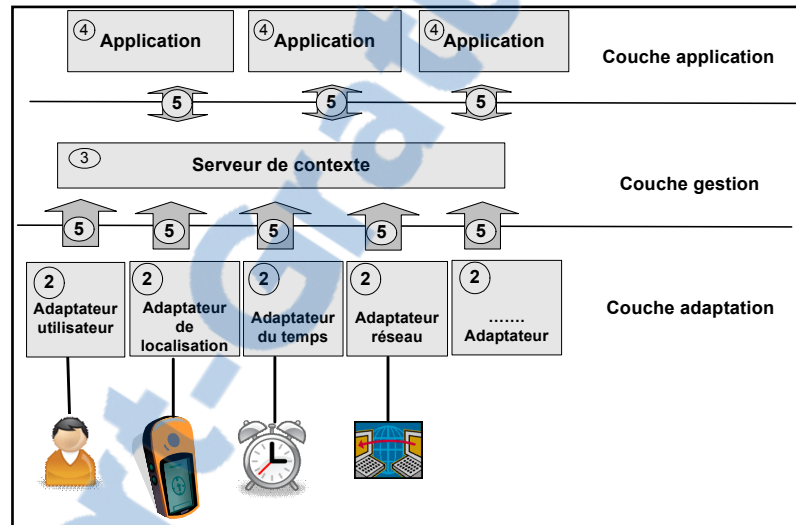 4 Application
4 Application
4 Application
Couche application
5 5 5
3 Serveur de contexte
Couche gestion
5 5 5 5 5
2 Adaptateur
utilisateur
2 Adaptateur
de
localisation
2 Adaptateur
du temps
2 Adaptateur
réseau
2 .......
Adaptateur
Couche adaptation
rt-Gratu